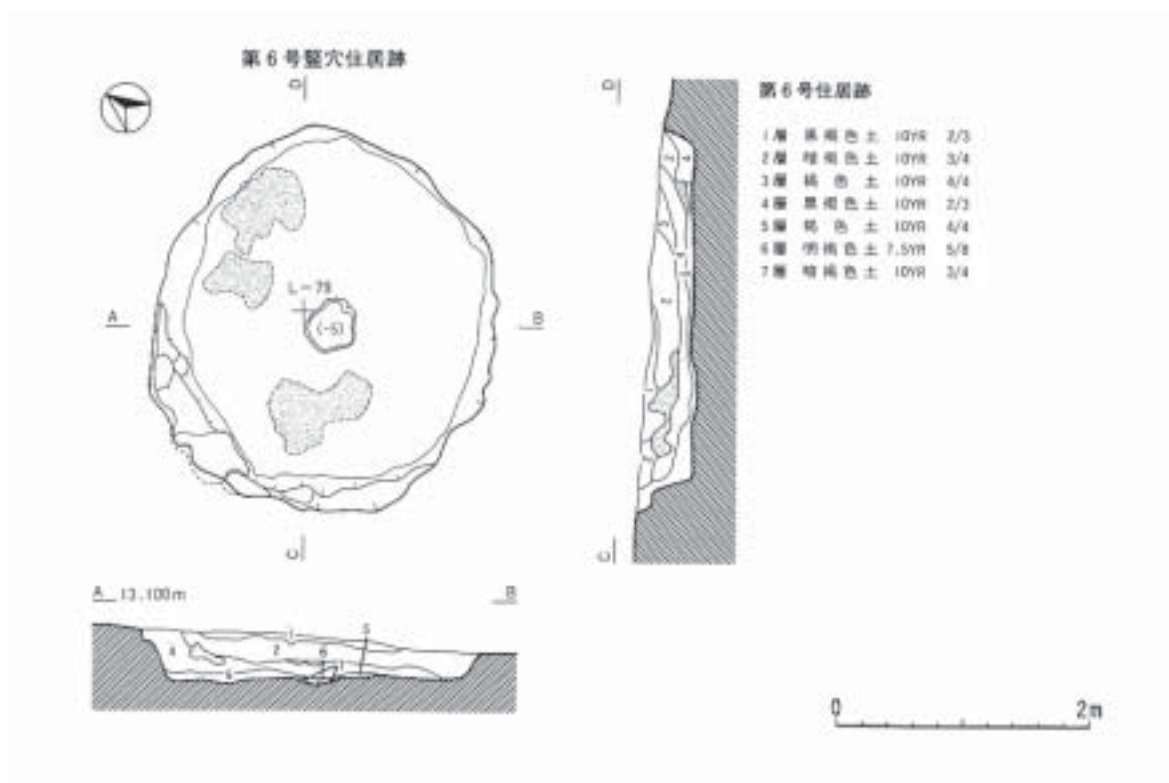 第6号竪穴住居跡
D
L-79
(-5)
A
B
C
D
C
第6号住居跡
1層 黒褐色土 10YR 2/3
2層 暗褐色土 10YR 3/4
3層 褐色土 10YR 4/4
4層 黒褐色土 10YR 2/3
5層 褐色土 10YR 4/4
6層 明褐色土 7.5YR 5/8
7層 暗褐色土 10YR 3/4
2
A 13.100m
B
1
5
4
2
6
6
0
2m